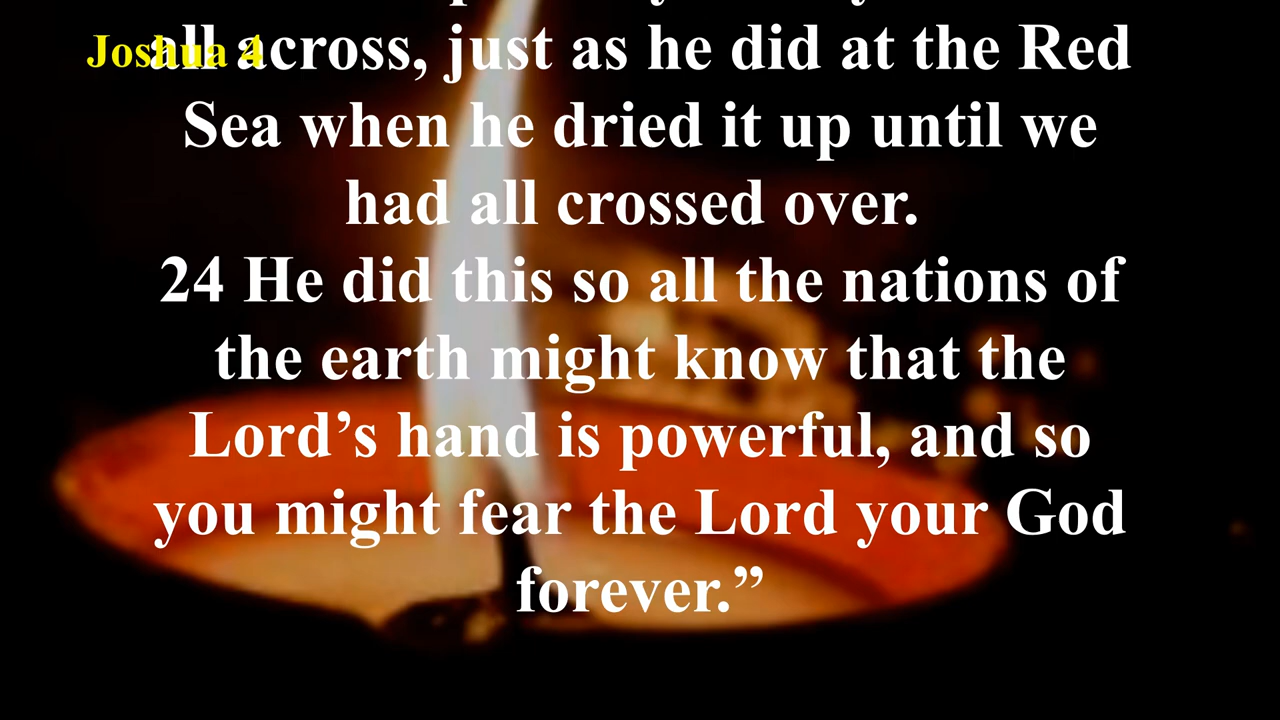 Joshua 4
all across, just as he did at the Red
Sea when he dried it up until we
had all crossed over.
24 He did this so all the nations of
the earth might know that the
Lord’s hand is powerful, and so
you might fear the Lord your God
forever.”